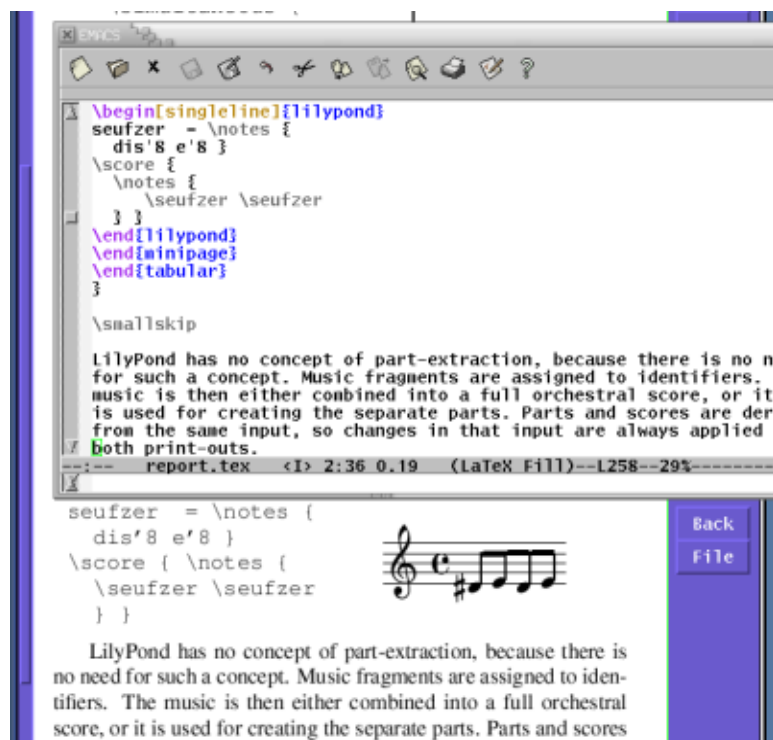 EMACS
\begin[singleline]{lilypond}
seufzer = \notes {
dis'8 e'8 }
\score {
\notes {
\seufzer \seufzer
} }
\end{lilypond}
\end{minipage}
\end{tabular}
}
\smallskip
LilyPond has no concept of part-extraction, because there is no n
for such a concept. Music fragments are assigned to identifiers.
music is then either combined into a full orchestral score, or it
is used for creating the separate parts. Parts and scores are der
from the same input, so changes in that input are always applied
both print-outs.
--:-- report.tex <I> 2:36 0.19 (LaTeX Fill)--L258--29%--------
seufzer = \notes {
dis'8 e'8 }
\score { \notes {
\seufzer \seufzer
} }
Back
File
LilyPond has no concept of part-extraction, because there is
no need for such a concept. Music fragments are assigned to iden-
tifiers. The music is then either combined into a full orchestral
score, or it is used for creating the separate parts. Parts and scores